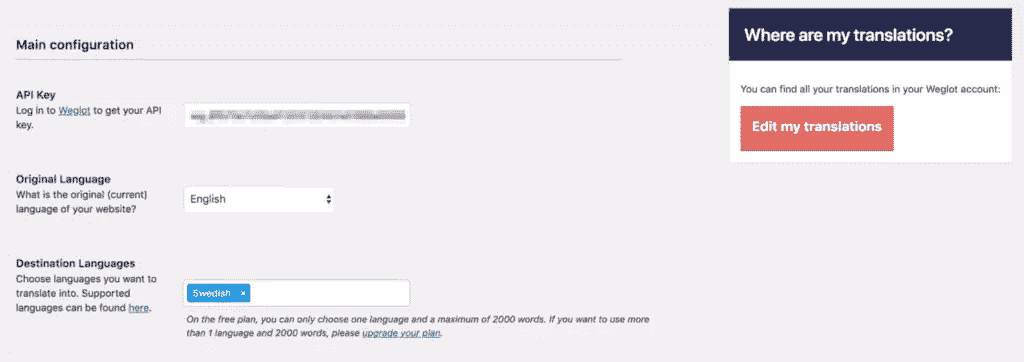 Main configuration
Where are my translations?
API Key
Log in to Weglot to get your API
key.
You can find all your translations in your Weglot account:
Edit my translations
Original Language
What is the original (current)
language of your website?
English
Destination Languages
Choose languages you want to
translate into. Supported
languages can be found here.
Swedish ×
On the free plan, you can only choose one language and a maximum of 2000 words. If you want to use more
than 1 language and 2000 words, please upgrade your plan.